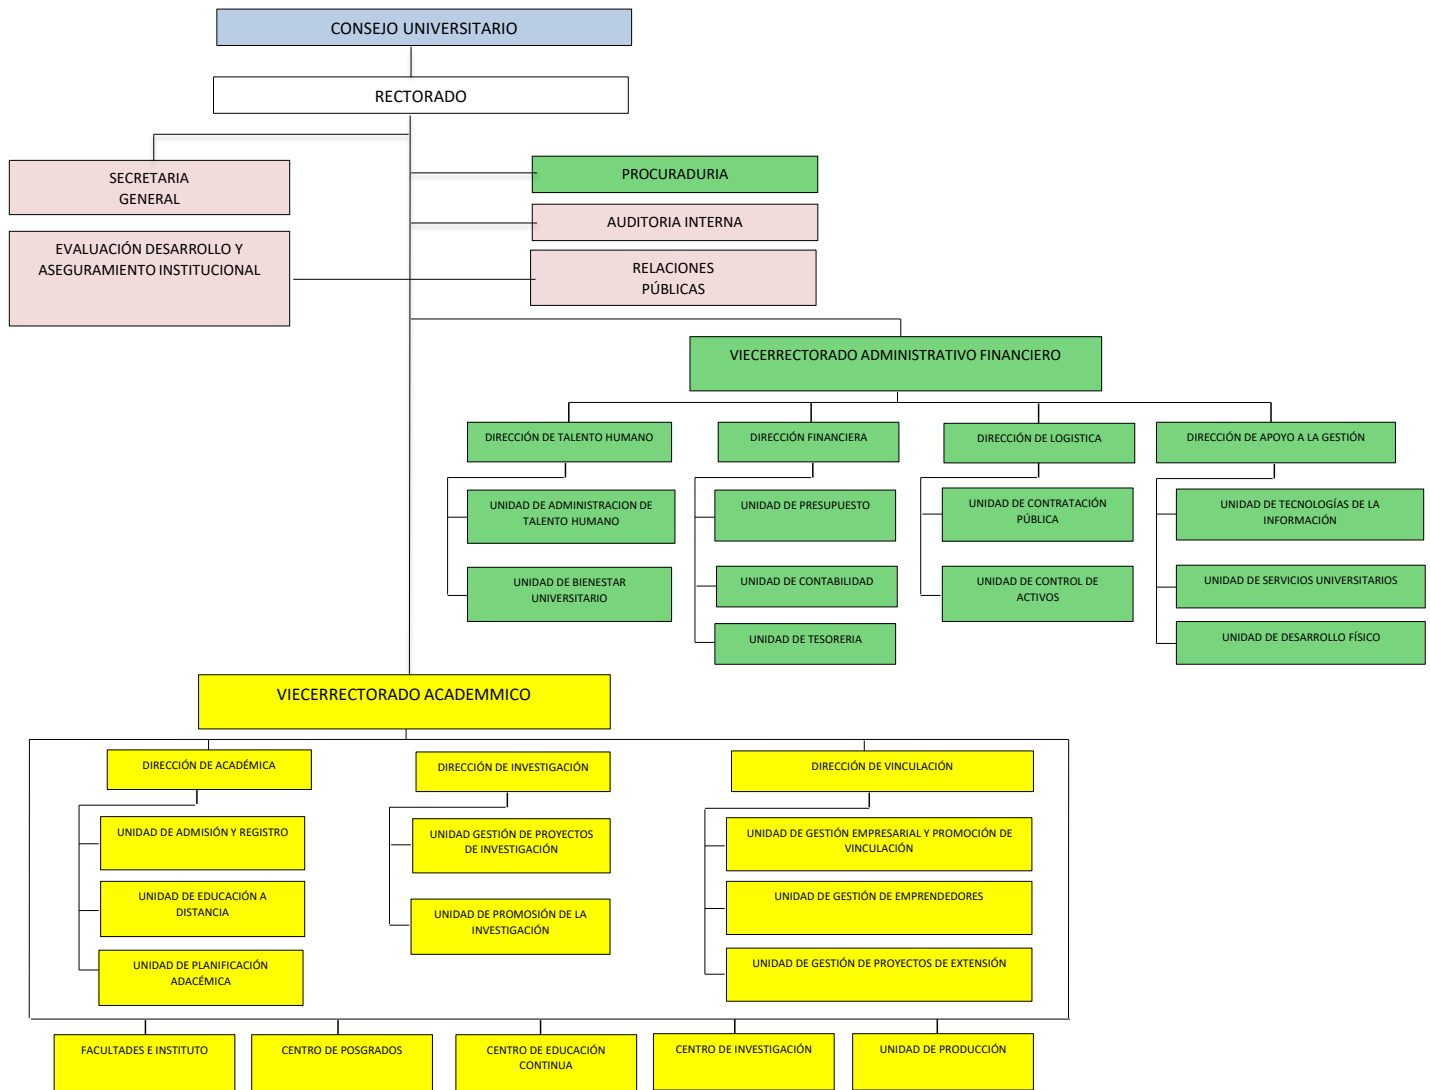 CONSEJO UNIVERSITARIO
RECTORADO
SECRETARIA
GENERAL
PROCURADURIA
AUDITORIA INTERNA
EVALUACIÓN DESARROLLO Y
ASEGURAMIENTO INSTITUCIONAL
RELACIONES
PÚBLICAS
VIECERRECTORADO ADMINISTRATIVO FINANCIERO
DIRECCIÓN DE TALENTO HUMANO
UNIDAD DE ADMINISTRACION DE
TALENTO HUMANO
UNIDAD DE BIENESTAR
UNIVERSITARIO
DIRECCIÓN FINANCIERA
UNIDAD DE PRESUPUESTO
UNIDAD DE CONTABILIDAD
UNIDAD DE TESORERIA
DIRECCIÓN DE LOGISTICA
UNIDAD DE CONTRATACIÓN
PÚBLICA
UNIDAD DE CONTROL DE
ACTIVOS
DIRECCIÓN DE APOYO A LA GESTIÓN
UNIDAD DE TECNOLOGÍAS DE LA
INFORMACIÓN
UNIDAD DE SERVICIOS UNIVERSITARIOS
UNIDAD DE DESARROLLO FÍSICO
VIECERRECTORADO ACADEMMICO
DIRECCIÓN DE ACADÉMICA
UNIDAD DE ADMISIÓN Y REGISTRO
UNIDAD DE EDUCACIÓN A
DISTANCIA
UNIDAD DE PLANIFICACIÓN
ADACÉMICA
DIRECCIÓN DE INVESTIGACIÓN
UNIDAD GESTIÓN DE PROYECTOS
DE INVESTIGACIÓN
UNIDAD DE PROMOSIÓN DE LA
INVESTIGACIÓN
DIRECCIÓN DE VINCULACIÓN
UNIDAD DE GESTIÓN EMPRESARIAL Y PROMOCIÓN DE
VINCULACIÓN
UNIDAD DE GESTIÓN DE EMPRENDEDORES
UNIDAD DE GESTIÓN DE PROYECTOS DE EXTENSIÓN
FACULTADES E INSTITUTO
CENTRO DE POSGRADOS
CENTRO DE EDUCACIÓN
CONTINUA
CENTRO DE INVESTIGACIÓN
UNIDAD DE PRODUCCIÓN